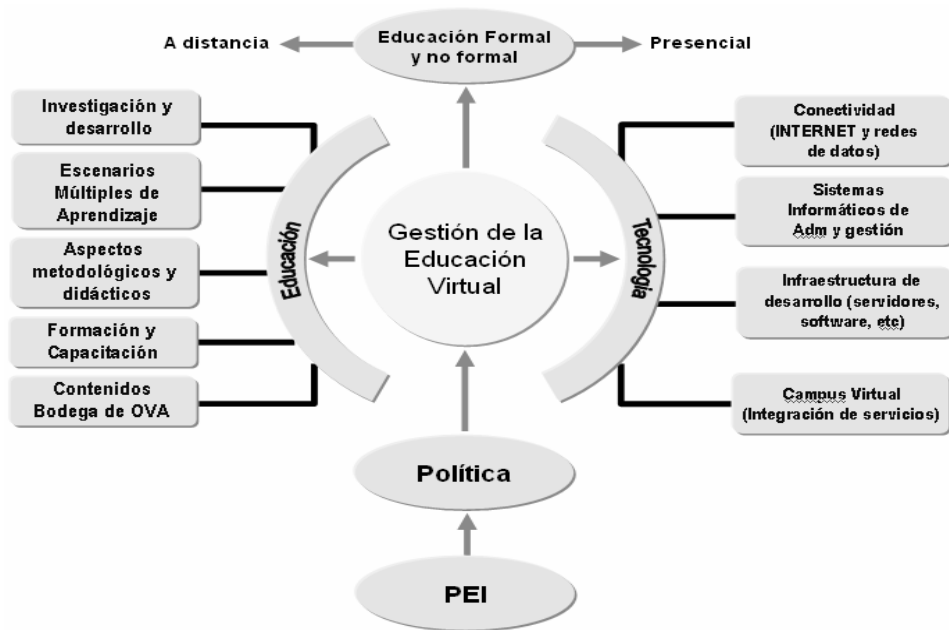 A distancia
Educación Formal
y no formal
Presencial
Investigación y
desarrollo
Escenarios
Múltiples de
Aprendizaje
Aspectos
metodológicos y
didácticos
Formación y
Capacitación
Contenidos
Bodega de OVA
Educación
Gestión de la
Educación
Virtual
Tecnología
Conectividad
(INTERNET y redes
de datos)
Sistemas
Informáticos de
Adm y gestión
Infraestructura de
desarrollo (servidores,
software, etc)
Campus Virtual
(Integración de servicios)
Política
PEI